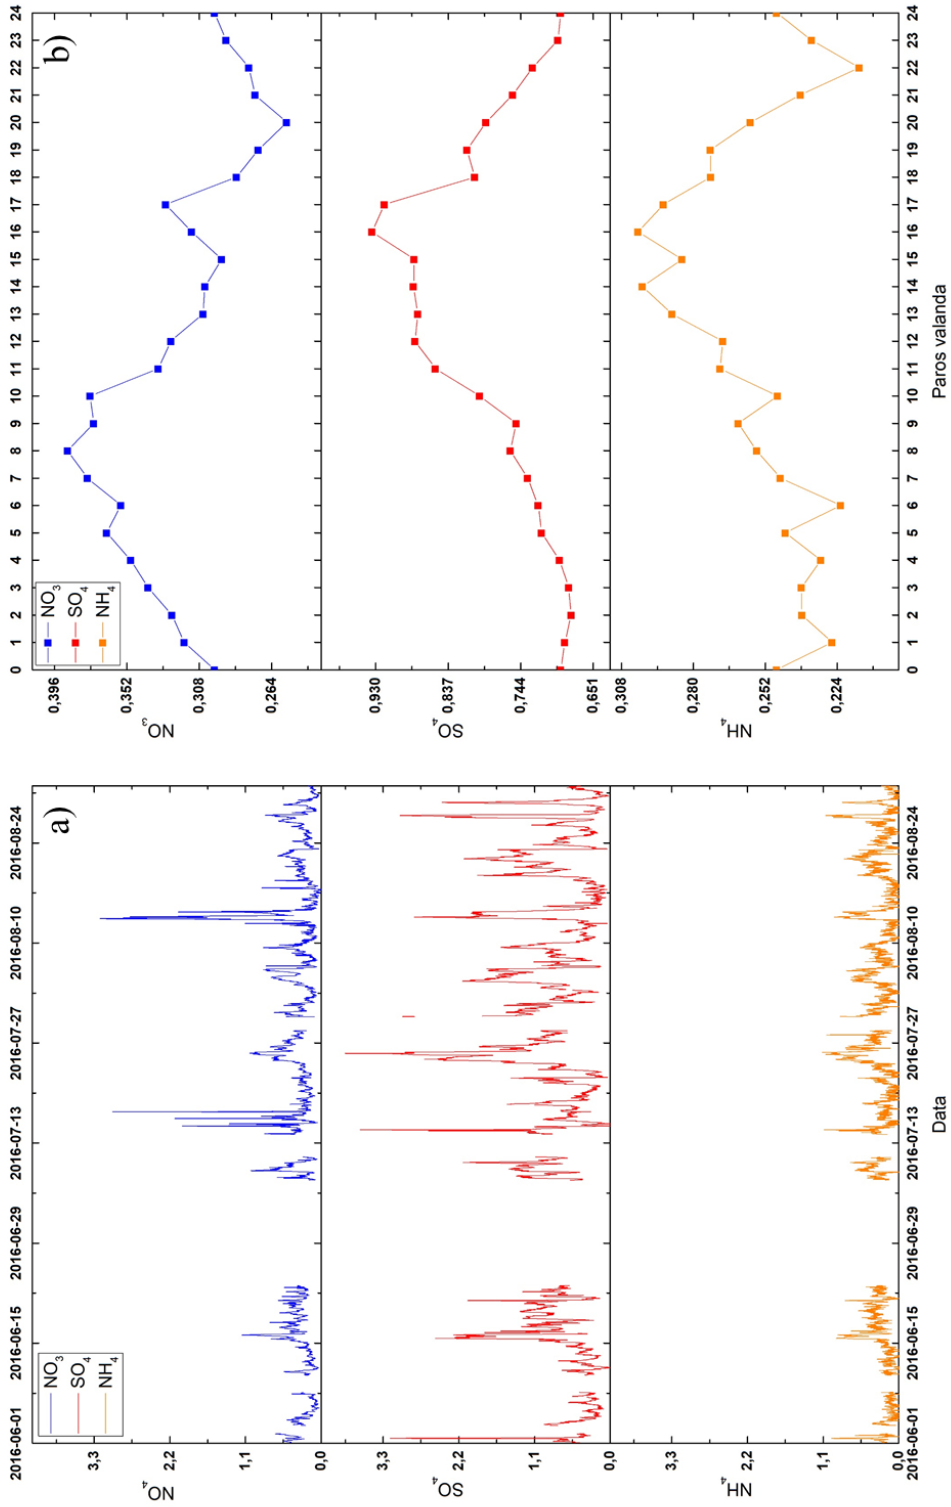 a)
NO₃
SO₄
NH₄
3.3
2.2
1.1
0.0
NO₄
3.3
2.2
1.1
0.0
SO₄
3.3
2.2
1.1
0.0
NH₄
2016-06-01 2016-06-15 2016-06-29 2016-07-13 2016-07-27 2016-08-10 2016-08-24
Data
b)
NO₃
SO₄
NH₄
0,396
0,352
0,308
0,264
NO₃
0,930
0,837
0,744
0,651
SO₄
0,308
0,280
0,252
0,224
NH₄
0 1 2 3 4 5 6 7 8 9 10 11 12 13 14 15 16 17 18 19 20 21 22 23 24
Paros valanda